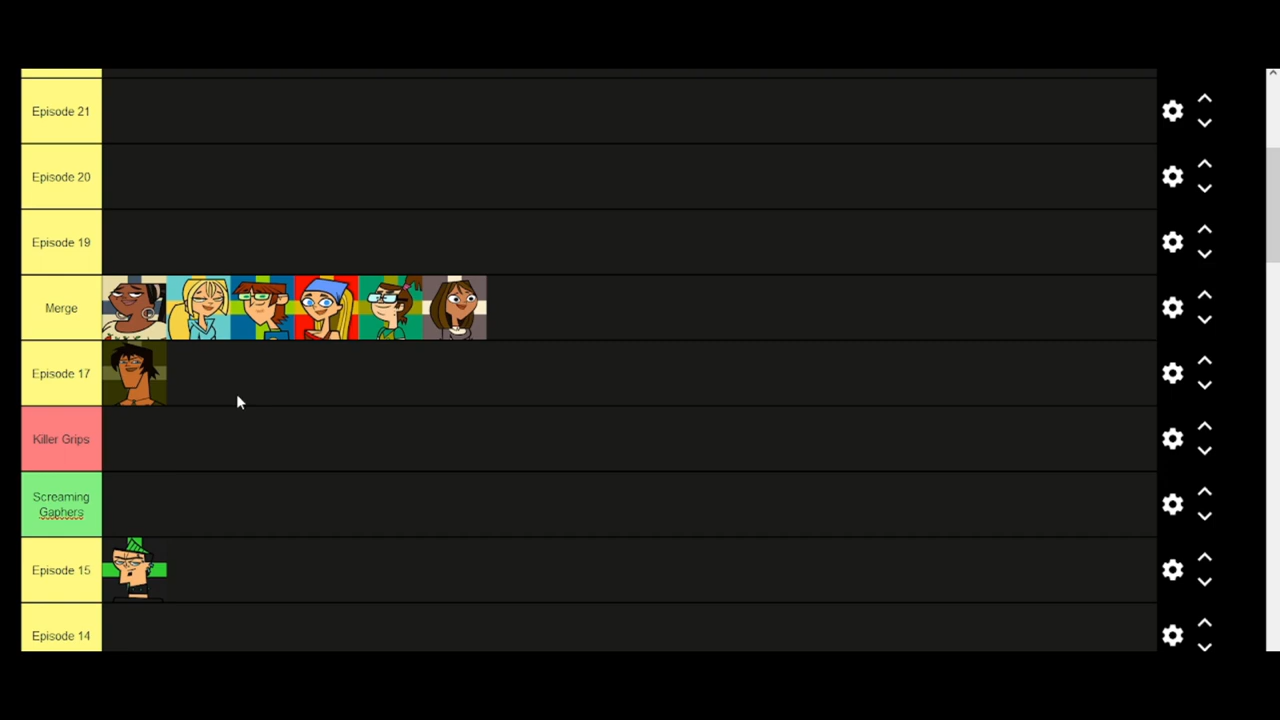 Episode 21
Episode 20
Episode 19
Merge
Episode 17
Killer Grips
Screaming
Gaphers
Episode 15
Episode 14